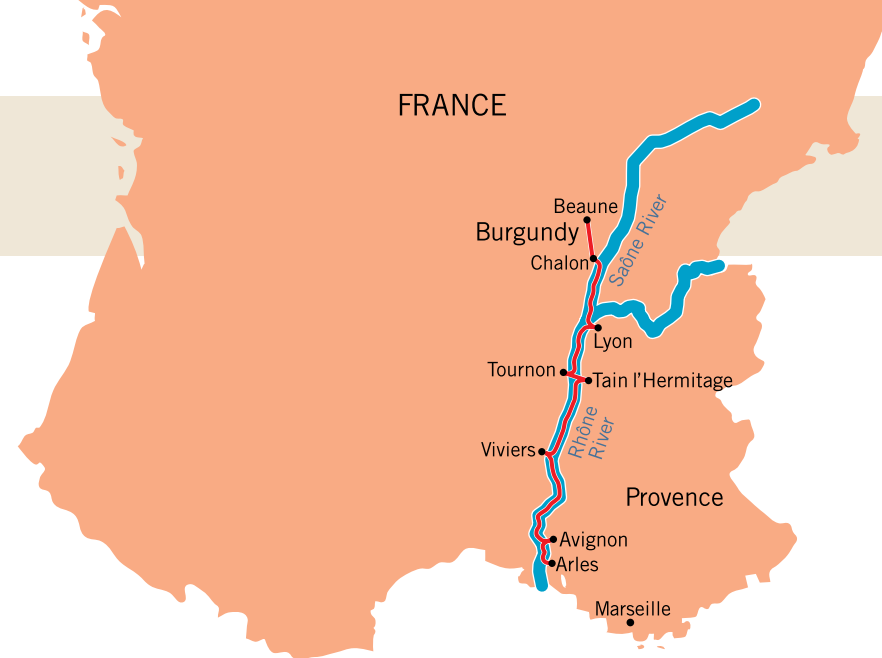 FRANCE
Beaune
Burgundy
Saône River
Chalon
Lyon
Tournon
Tain l'Hermitage
Rhône
River
Viviers
Provence
Avignon
Arles
Marseille